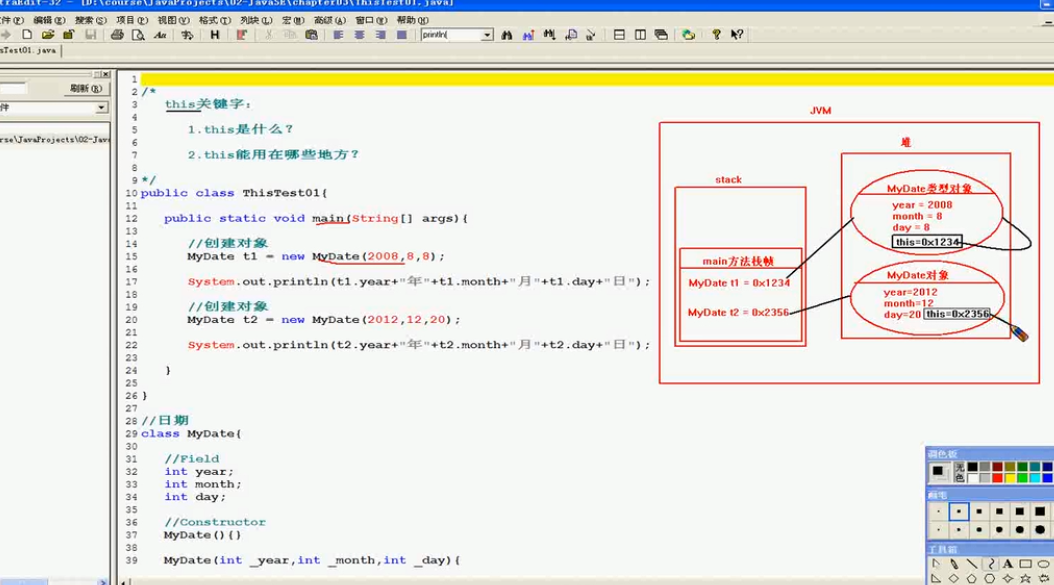 traEdit-32 - [D:\course\JavaProjects\02-JavaSE\chapter03\ThisTest01.java]
件(F) 编辑(E) 搜索(S) 项目(P) 视图(V) 格式(T) 列块(L) 宏(M) 高级(A) 窗口(W) 帮助(H)
println(
sTest01.java
刷新(R)
件
rse\JavaProjects\02-Jav
1
2 /*
3 this关键字:
4
5 1.this是什么?
6
7 2.this能用在哪些地方?
8
9 */
10 public class ThisTest01{
11
12 public static void main(String[] args){
13
14 //创建对象
15 MyDate t1 = new MyDate(2008,8,8);
16
17 System.out.println(t1.year+"年"+t1.month+"月"+t1.day+"日");
18
19 //创建对象
20 MyDate t2 = new MyDate(2012,12,20);
21
22 System.out.println(t2.year+"年"+t2.month+"月"+t2.day+"日");
23
24 }
25
26 }
27
28 //日期
29 class MyDate{
30
31 //Field
32 int year;
33 int month;
34 int day;
35
36 //Constructor
37 MyDate(){}
38
39 MyDate(int _year,int _month,int _day){
JVM
堆
stack
MyDate类型对象
year = 2008
month = 8
day = 8
this=0x1234
main方法栈帧
MyDate t1 = 0x1234
MyDate t2 = 0x2356
MyDate对象
year=2012
month=12
day=20 this=0x2356
调色板
无色
画笔
工具箱
A